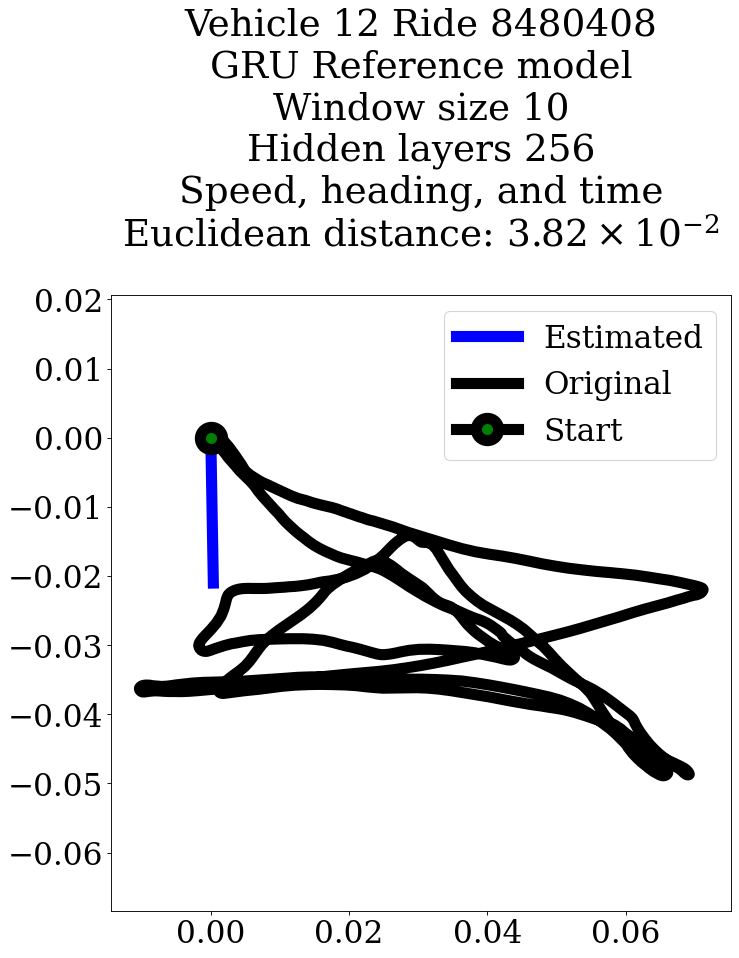 Vehicle 12 Ride 8480408
GRU Reference model
Window size 10
Hidden layers 256
Speed, heading, and time
Euclidean distance: 3.82 × 10⁻²
0.02
0.01
0.00
−0.01
−0.02
−0.03
−0.04
−0.05
−0.06
Estimated
Original
Start
0.00 0.02 0.04 0.06